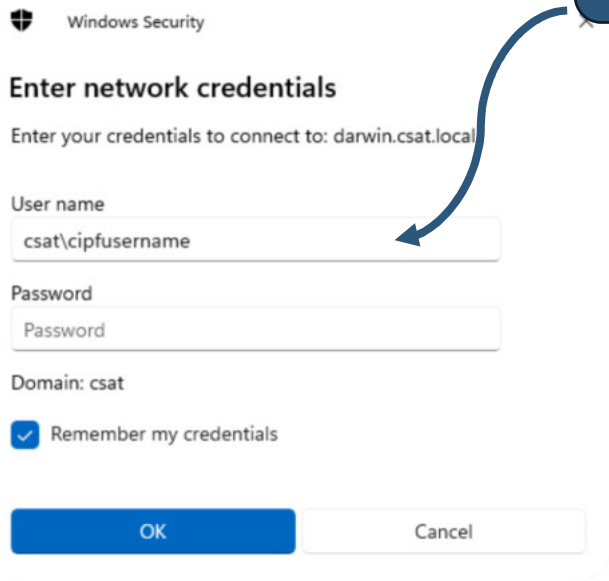 Windows Security
Enter network credentials
Enter your credentials to connect to: darwin.csat.local
User name
csat\cipfusername
Password
Password
Domain: csat
Remember my credentials
OK
Cancel